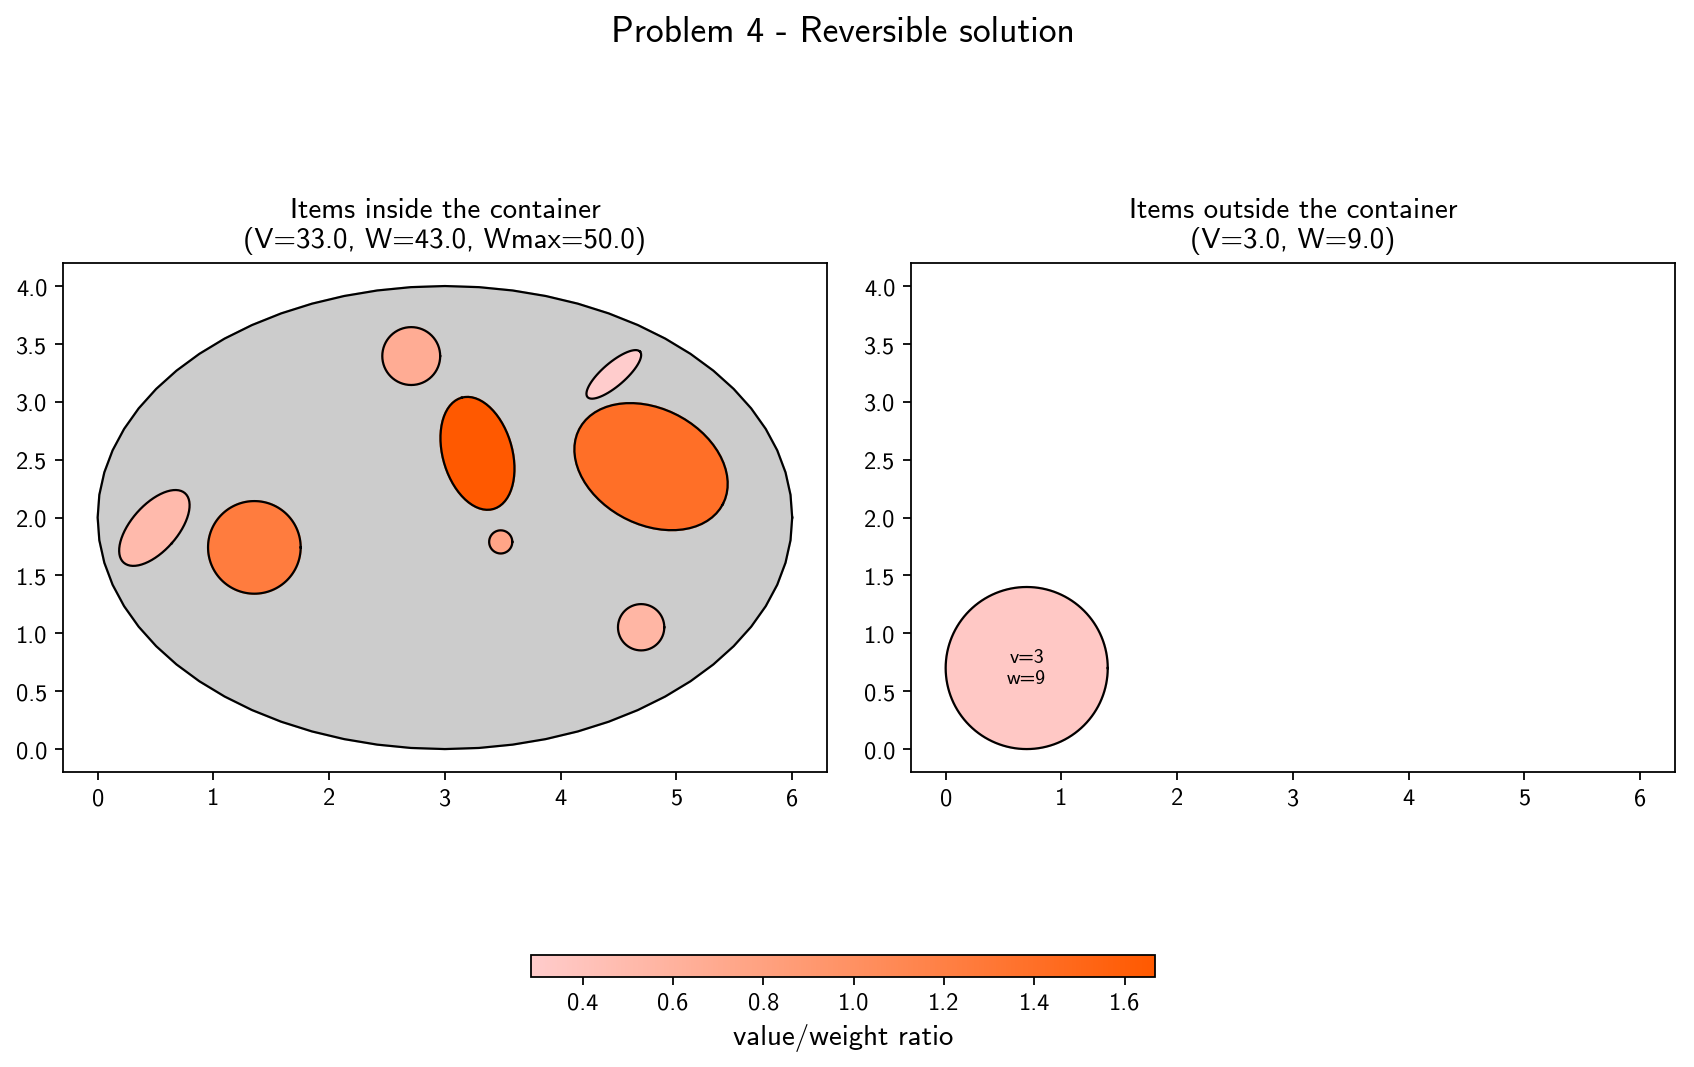 Problem 4 - Reversible solution
Items inside the container
(V=33.0, W=43.0, Wmax=50.0)
4.0
3.5
3.0
2.5
2.0
1.5
1.0
0.5
0.0
0 1 2 3 4 5 6
Items outside the container
(V=3.0, W=9.0)
4.0
3.5
3.0
2.5
2.0
1.5
1.0
0.5
0.0
v=3
w=9
0 1 2 3 4 5 6
0.4 0.6 0.8 1.0 1.2 1.4 1.6
value/weight ratio